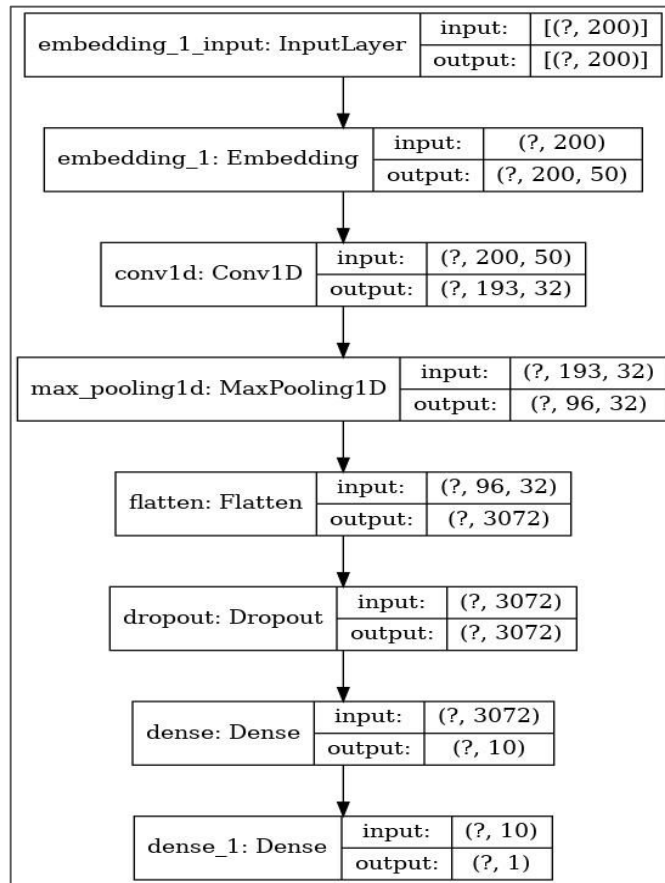 embedding_1_input: InputLayer
input: [(?, 200)]
output: [(?, 200)]
embedding_1: Embedding
input: (?, 200)
output: (?, 200, 50)
conv1d: Conv1D
input: (?, 200, 50)
output: (?, 193, 32)
max_pooling1d: MaxPooling1D
input: (?, 193, 32)
output: (?, 96, 32)
flatten: Flatten
input: (?, 96, 32)
output: (?, 3072)
dropout: Dropout
input: (?, 3072)
output: (?, 3072)
dense: Dense
input: (?, 3072)
output: (?, 10)
dense_1: Dense
input: (?, 10)
output: (?, 1)